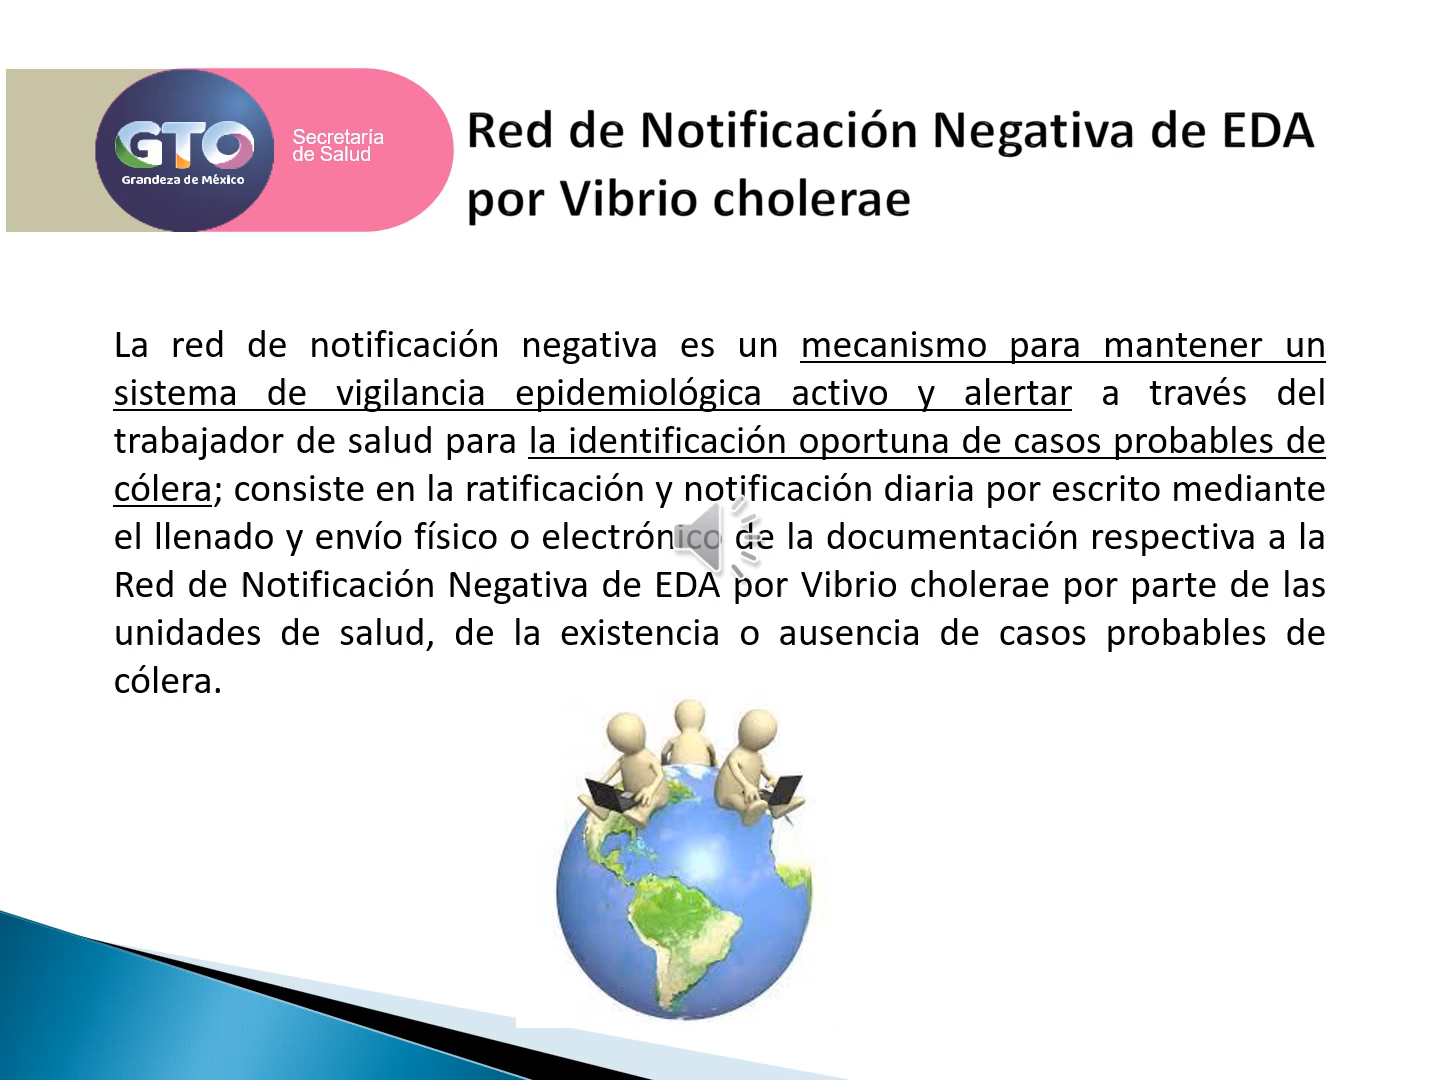 GTO
Grandeza de México
Secretaría
de Salud
Red de Notificación Negativa de EDA
por Vibrio cholerae
La red de notificación negativa es un mecanismo para mantener un
sistema de vigilancia epidemiológica activo y alertar a través del
trabajador de salud para la identificación oportuna de casos probables de
cólera; consiste en la ratificación y notificación diaria por escrito mediante
el llenado y envío físico o electrónico de la documentación respectiva a la
Red de Notificación Negativa de EDA por Vibrio cholerae por parte de las
unidades de salud, de la existencia o ausencia de casos probables de
cólera.